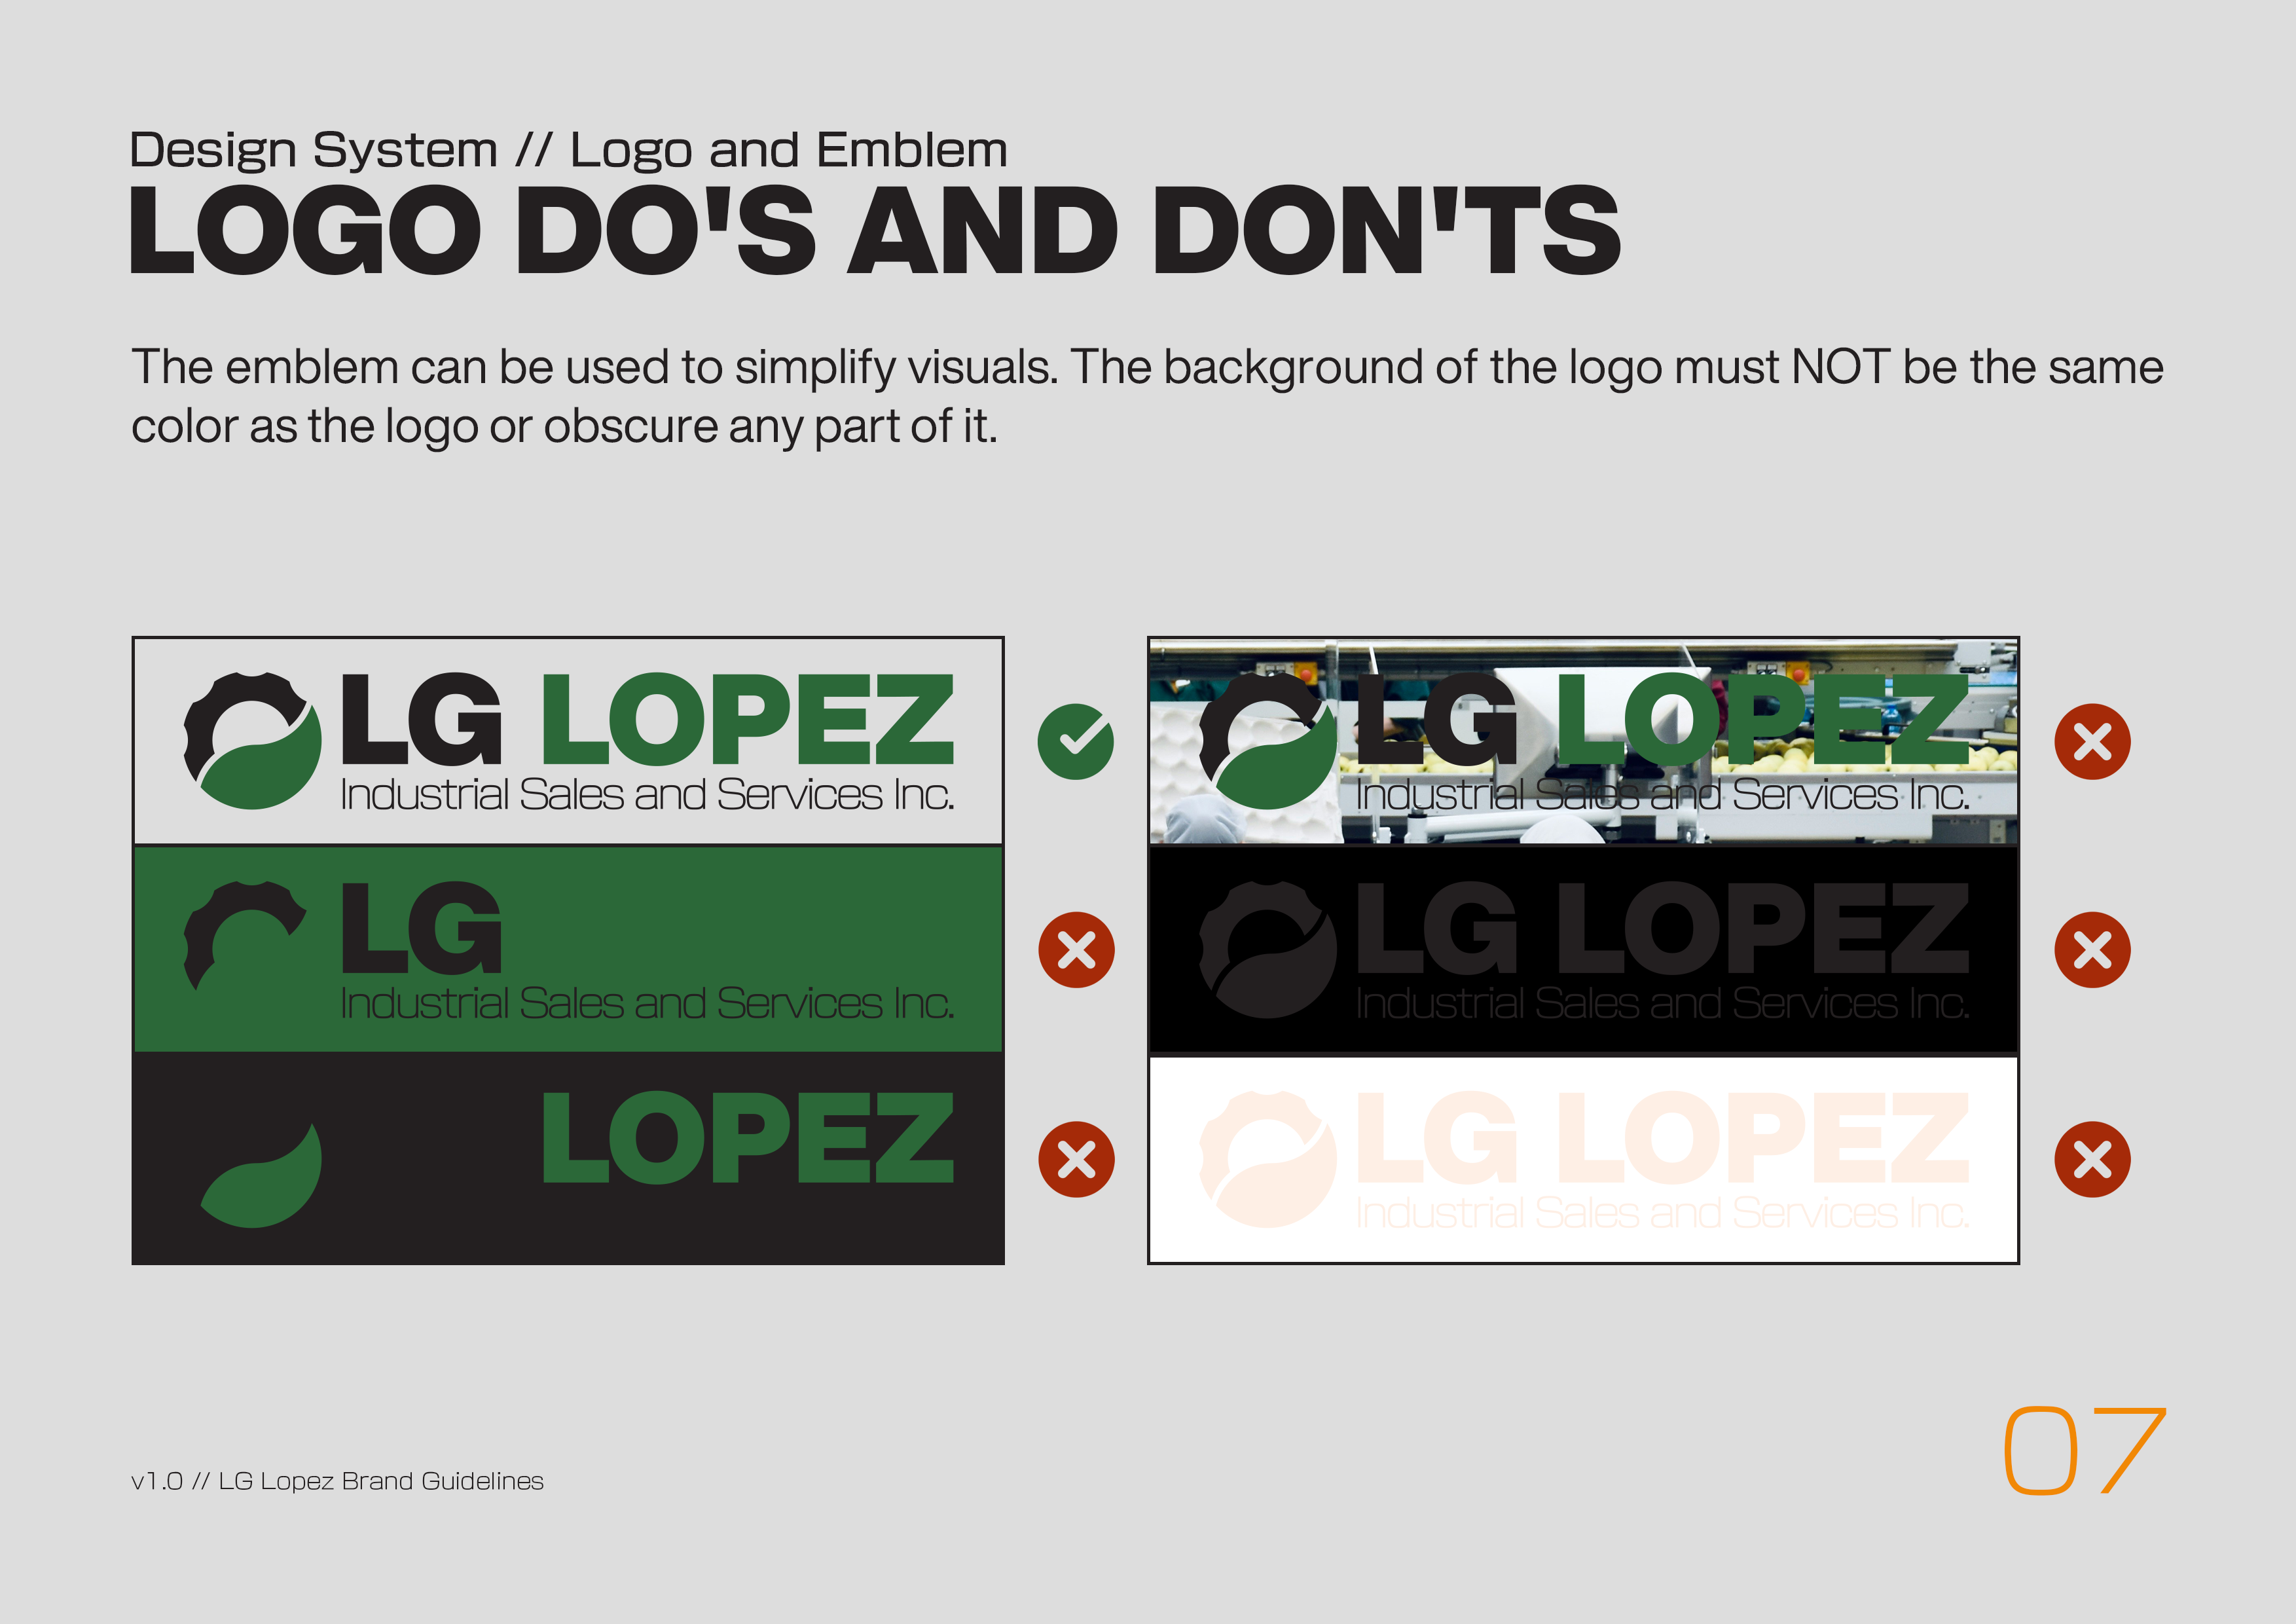 Design System // Logo and Emblem
LOGO DO'S AND DON'TS
The emblem can be used to simplify visuals. The background of the logo must NOT be the same
color as the logo or obscure any part of it.
LG LOPEZ
Industrial Sales and Services Inc.
LG
Industrial Sales and Services Inc.
LOPEZ
LG LOPEZ
Industrial Sales and Services Inc.
LG LOPEZ
Industrial Sales and Services Inc.
LG LOPEZ
Industrial Sales and Services Inc.
v1.0 // LG Lopez Brand Guidelines
07